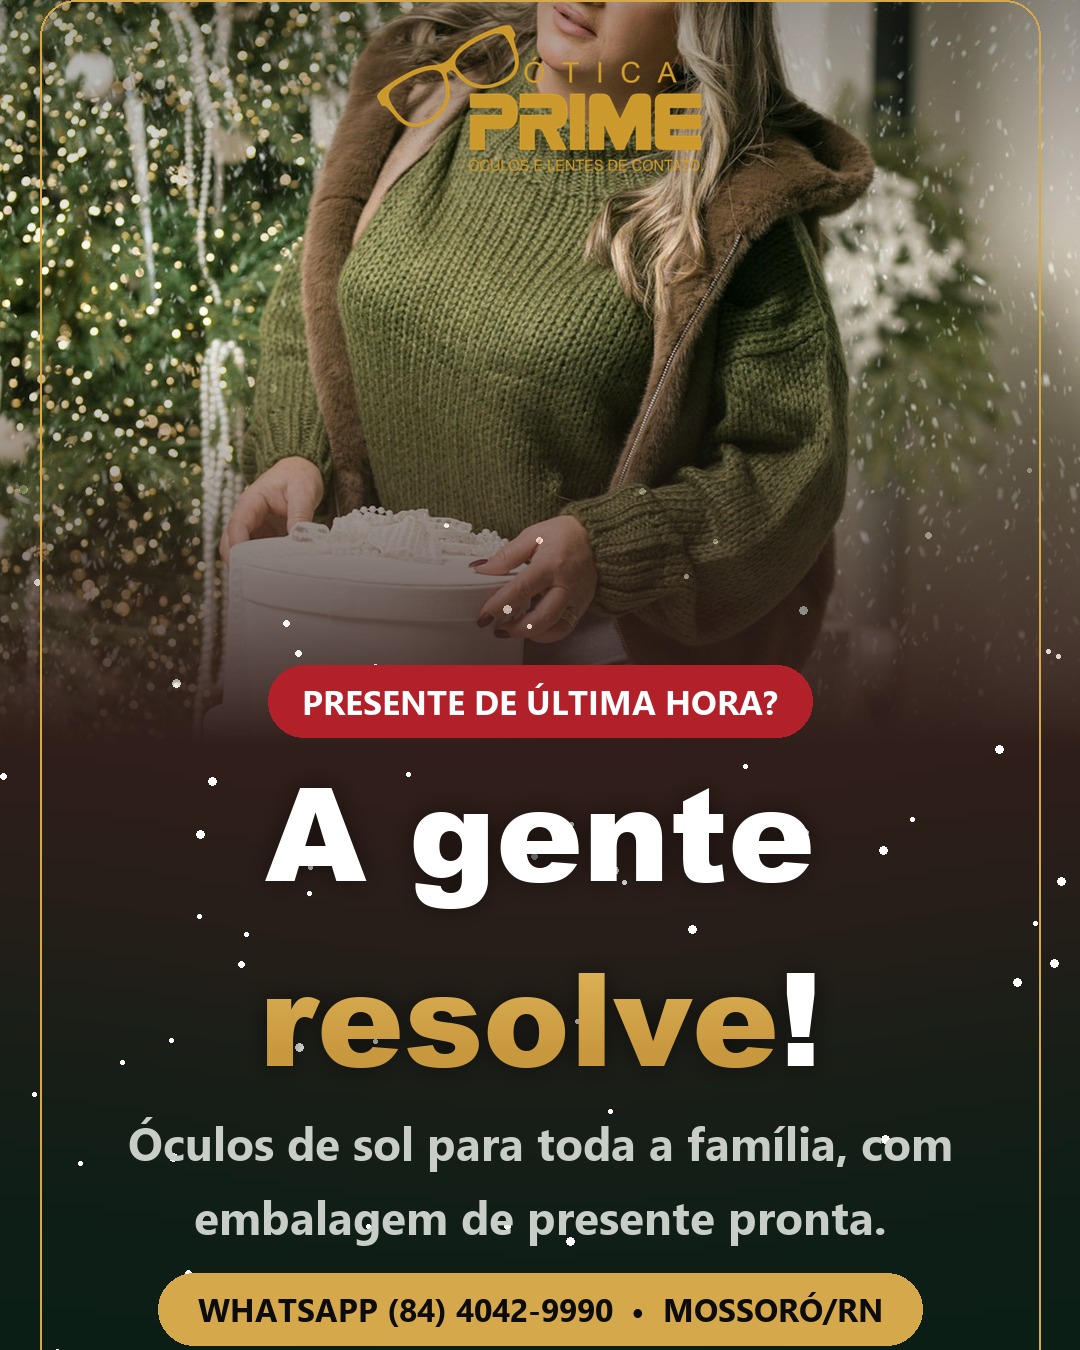 ÓTICA
PRIME
ÓCULOS E LENTES DE CONTATO
PRESENTE DE ÚLTIMA HORA?
A gente
resolve!
Óculos de sol para toda a família, com
embalagem de presente pronta.
WHATSAPP (84) 4042-9990 • MOSSORÓ/RN